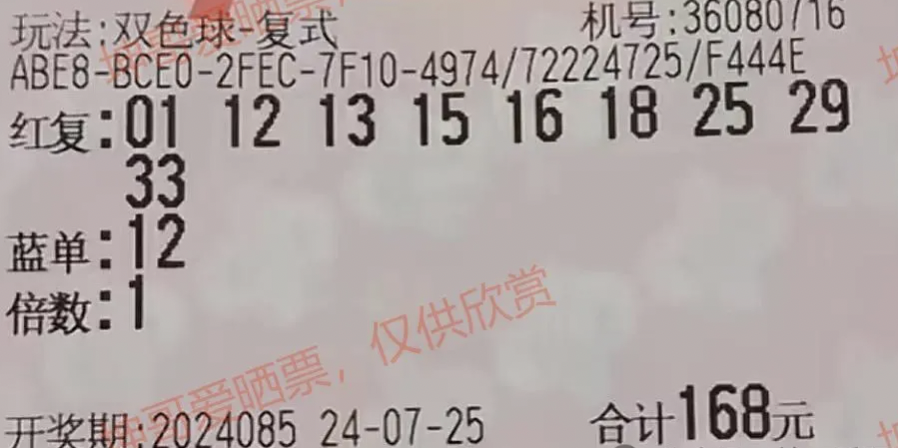 玩法:双色球-复式 机号:36080716
ABE8-BCE0-2FEC-7F10-4974/72224725/F444E
红复:01 12 13 15 16 18 25 29
33
蓝单:12
倍数:1
仅供欣赏
可爱晒票,
开奖期:2024085 24-07-25 合计168元